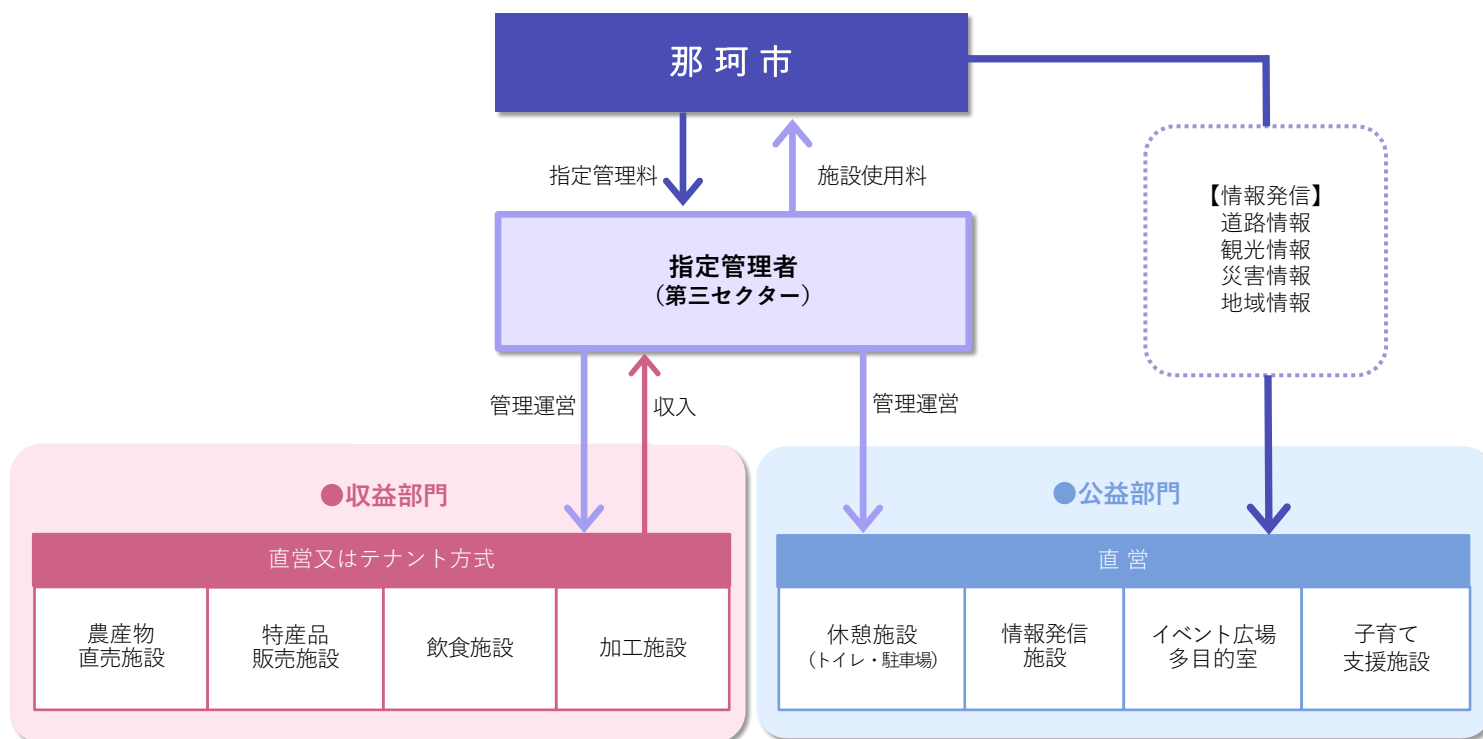 那珂市
指定管理料
施設使用料
【情報発信】
道路情報
観光情報
災害情報
地域情報
指定管理者
（第三セクター）
管理運営
収入
管理運営
●収益部門
直営又はテナント方式
農産物
直売施設
特産品
販売施設
飲食施設
加工施設
●公益部門
直営
休憩施設
（トイレ・駐車場）
情報発信
施設
イベント広場
多目的室
子育て
支援施設